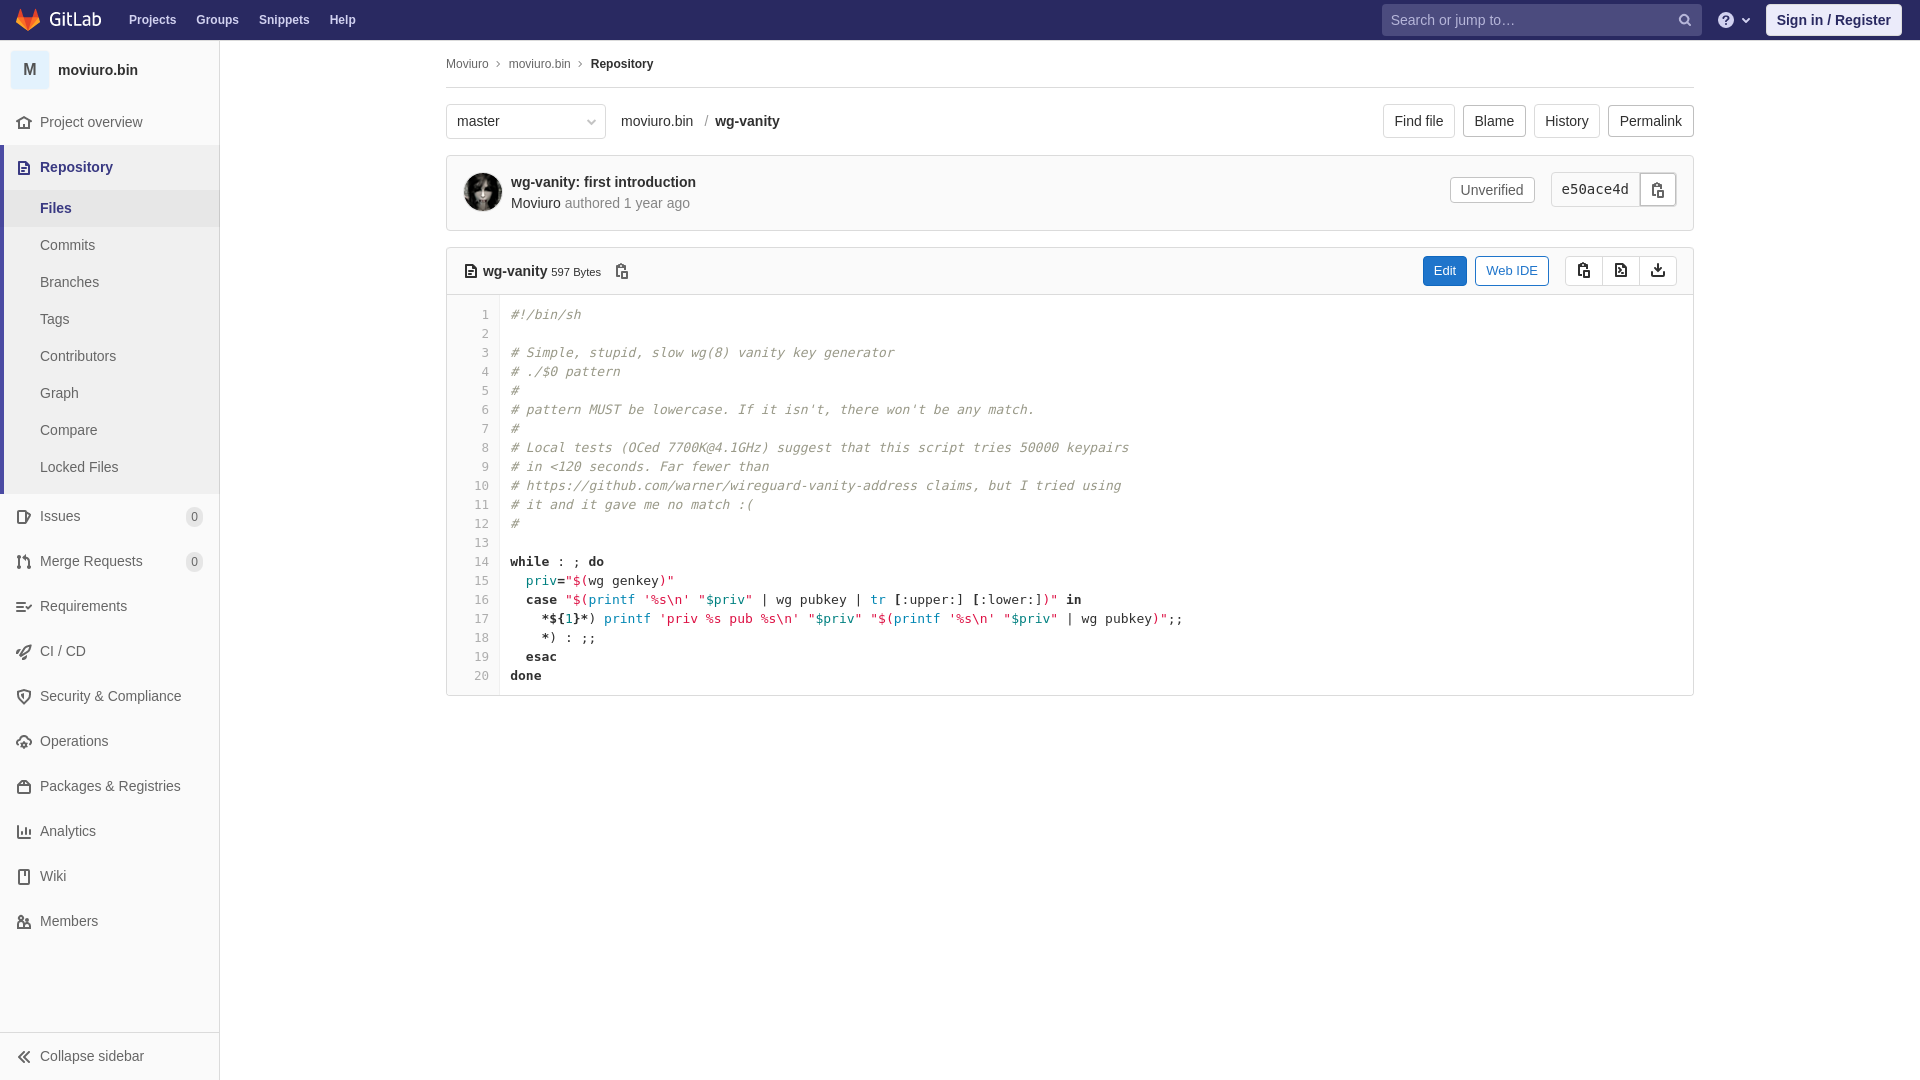 GitLab Projects Groups Snippets Help Search or jump to… Sign in / Register
M moviuro.bin
Project overview
Repository
Files
Commits
Branches
Tags
Contributors
Graph
Compare
Locked Files
Issues 0
Merge Requests 0
Requirements
CI / CD
Security & Compliance
Operations
Packages & Registries
Analytics
Wiki
Members
Collapse sidebar
Moviuro moviuro.bin Repository
master moviuro.bin / wg-vanity Find file Blame History Permalink
wg-vanity: first introduction
Moviuro authored 1 year ago
Unverified e50ace4d
wg-vanity 597 Bytes Edit Web IDE
1 #!/bin/sh
2
3 # Simple, stupid, slow wg(8) vanity key generator
4 # ./$0 pattern
5 #
6 # pattern MUST be lowercase. If it isn't, there won't be any match.
7 #
8 # Local tests (OCed 7700K@4.1GHz) suggest that this script tries 50000 keypairs
9 # in <120 seconds. Far fewer than
10 # https://github.com/warner/wireguard-vanity-address claims, but I tried using
11 # it and it gave me no match :(
12 #
13
14 while : ; do
15   priv="$(wg genkey)"
16   case "$(printf '%s\n' "$priv" | wg pubkey | tr [:upper:] [:lower:])" in
17     *${1}*) printf 'priv %s pub %s\n' "$priv" "$(printf '%s\n' "$priv" | wg pubkey)";;
18     *) : ;;
19   esac
20 done